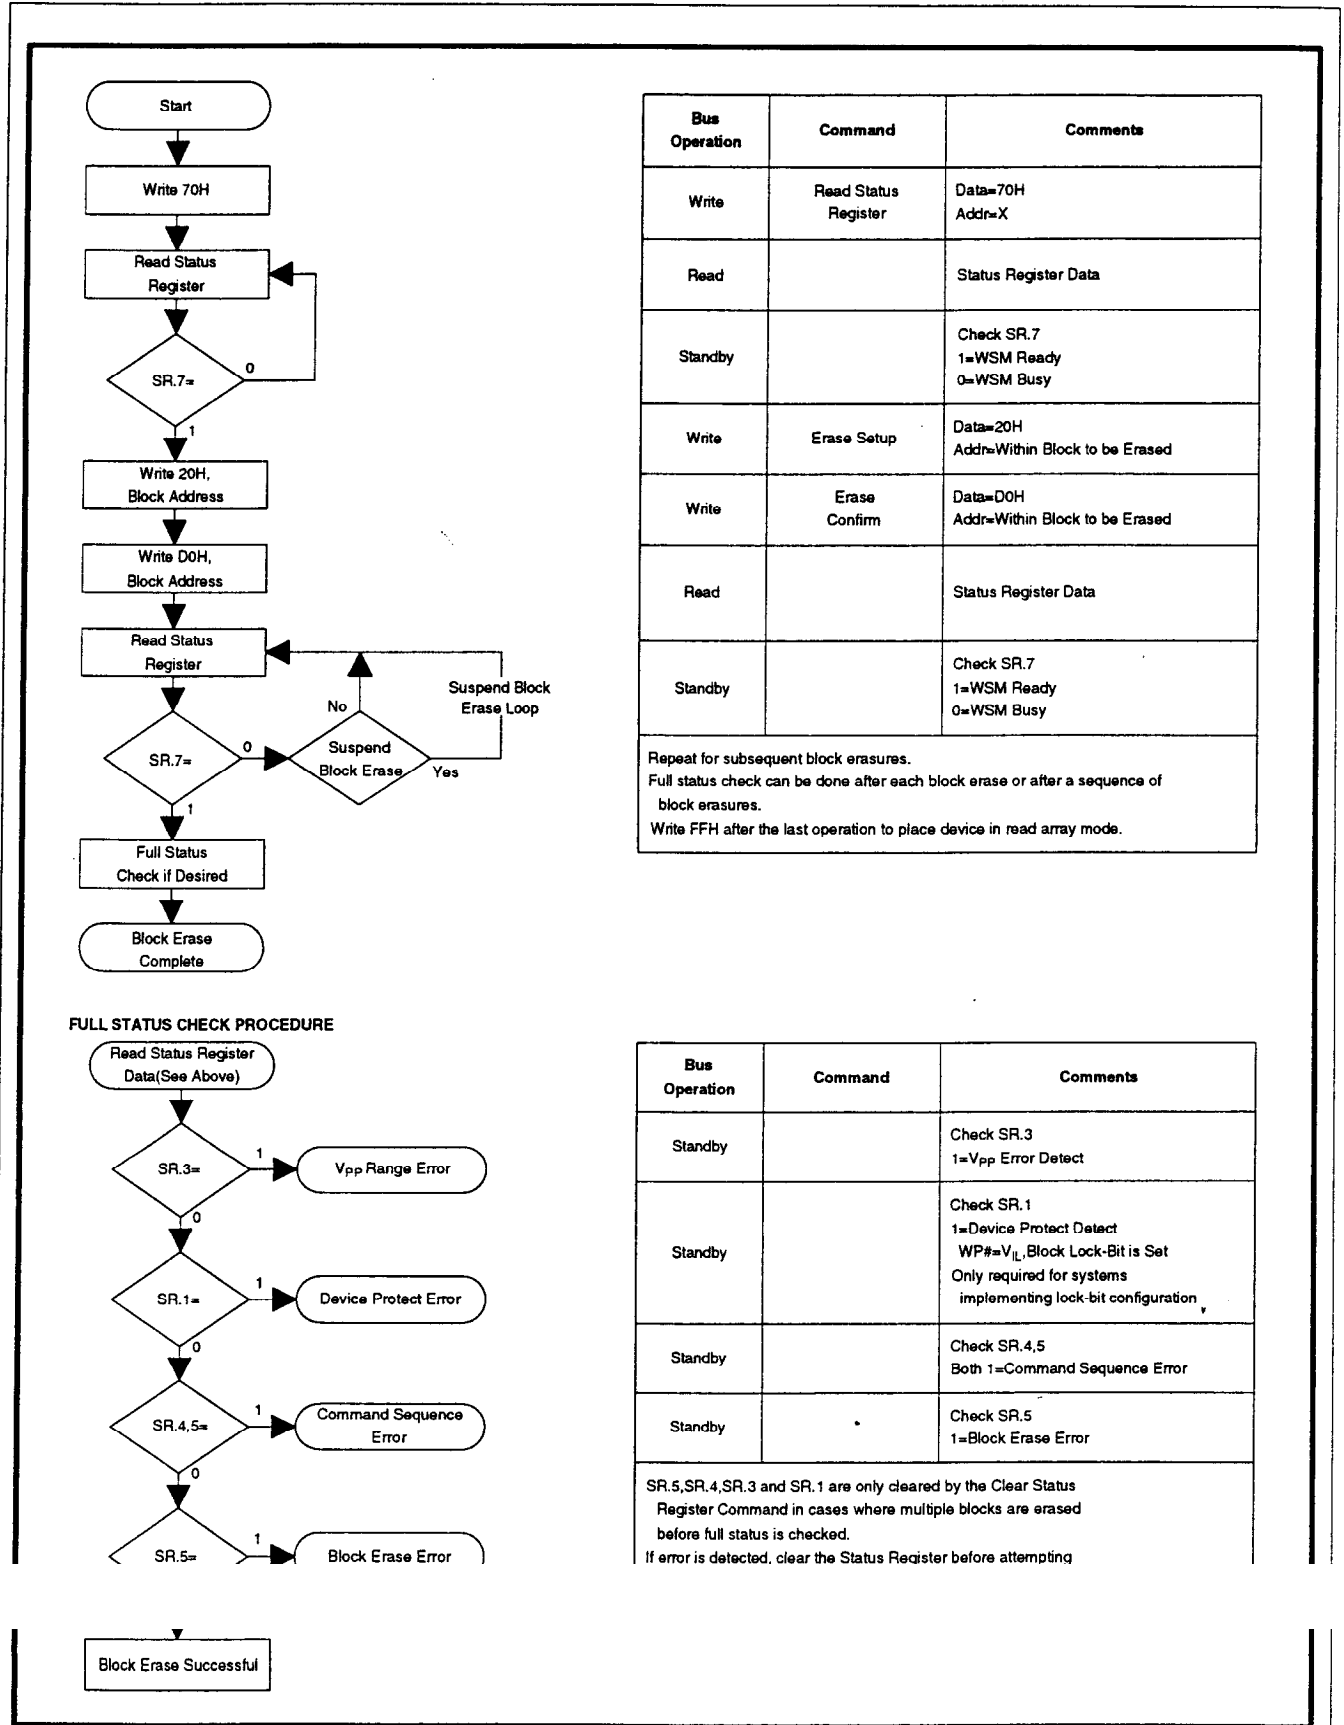 Start
Write 70H
Read Status
Register
SR.7=
0
1
Write 20H,
Block Address
Write D0H,
Block Address
Read Status
Register
SR.7=
0
1
No
Suspend
Block Erase
Yes
Suspend Block
Erase Loop
Full Status
Check if Desired
Block Erase
Complete
Bus
Operation
Command
Comments
Write
Read Status
Register
Data=70H
Addr=X
Read
Status Register Data
Standby
Check SR.7
1=WSM Ready
0=WSM Busy
Write
Erase Setup
Data=20H
Addr=Within Block to be Erased
Write
Erase
Confirm
Data=D0H
Addr=Within Block to be Erased
Read
Status Register Data
Standby
Check SR.7
1=WSM Ready
0=WSM Busy
Repeat for subsequent block erasures.
Full status check can be done after each block erase or after a sequence of
block erasures.
Write FFH after the last operation to place device in read array mode.
FULL STATUS CHECK PROCEDURE
Read Status Register
Data(See Above)
SR.3=
1
VPP Range Error
0
SR.1=
1
Device Protect Error
0
SR.4,5=
1
Command Sequence
Error
0
SR.5=
1
Block Erase Error
Block Erase Successful
Bus
Operation
Command
Comments
Standby
Check SR.3
1=VPP Error Detect
Standby
Check SR.1
1=Device Protect Detect
WP#=VIL,Block Lock-Bit is Set
Only required for systems
implementing lock-bit configuration
Standby
Check SR.4,5
Both 1=Command Sequence Error
Standby
Check SR.5
1=Block Erase Error
SR.5,SR.4,SR.3 and SR.1 are only cleared by the Clear Status
Register Command in cases where multiple blocks are erased
before full status is checked.
If error is detected, clear the Status Register before attempting